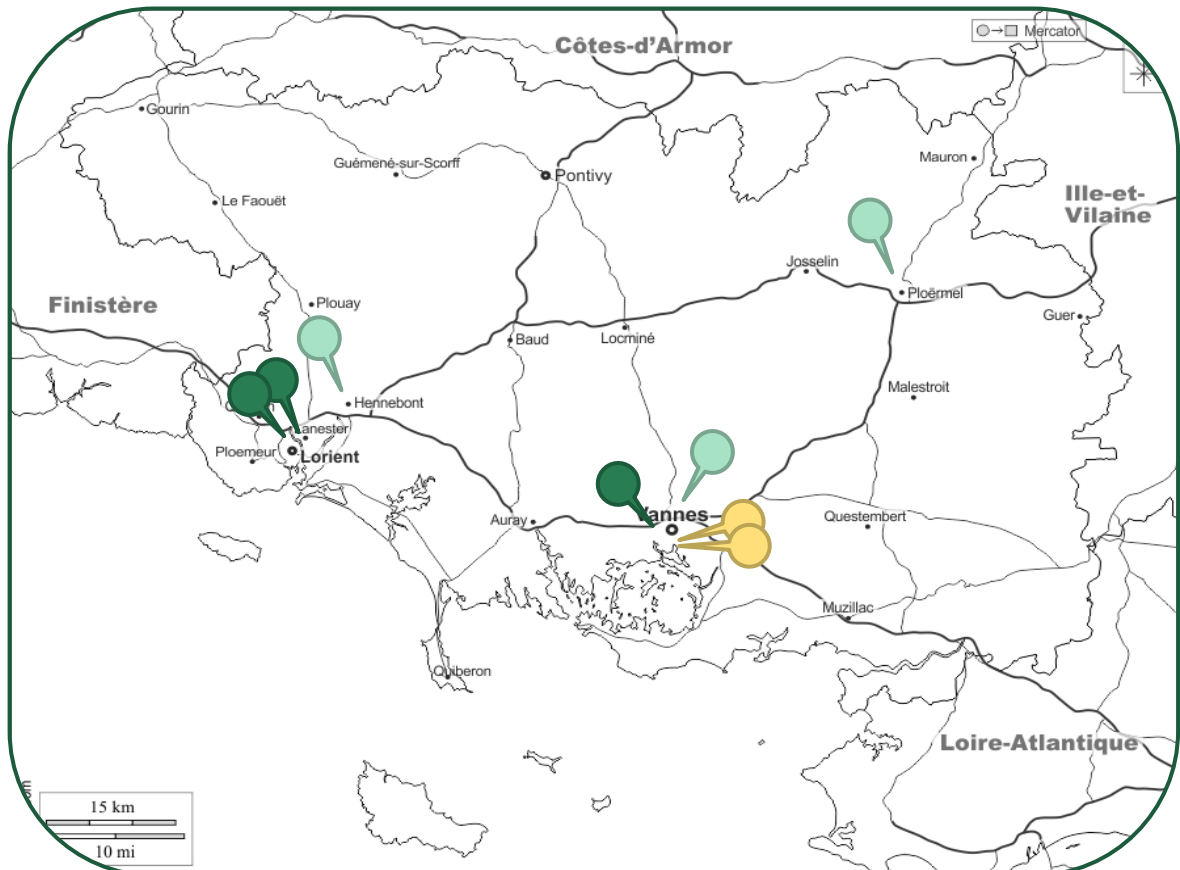 Côtes-d'Armor
Mercator
Gourin
Mauron
Guémené-sur-Scorff
Pontivy
Le Faouët
Ille-et-
Vilaine
Josselin
Finistère
Plouay
Ploërmel
Guer
Baud
Locminé
Malestroit
Hennebont
Lanester
Ploemeur
Lorient
Vannes
Auray
Questembert
Muzillac
Quiberon
Loire-Atlantique
15 km
10 mi